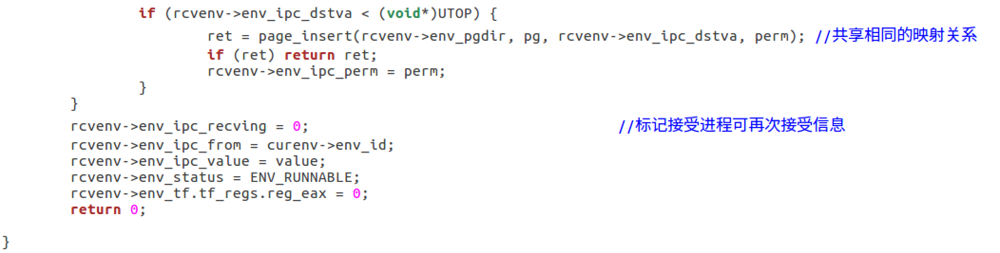 if (rcvenv->env_ipc_dstva < (void*)UTOP) {
ret = page_insert(rcvenv->env_pgdir, pg, rcvenv->env_ipc_dstva, perm); //共享相同的映射关系
if (ret) return ret;
rcvenv->env_ipc_perm = perm;
}
}
rcvenv->env_ipc_recving = 0; //标记接受进程可再次接受信息
rcvenv->env_ipc_from = curenv->env_id;
rcvenv->env_ipc_value = value;
rcvenv->env_status = ENV_RUNNABLE;
rcvenv->env_tf.tf_regs.reg_eax = 0;
return 0;
}